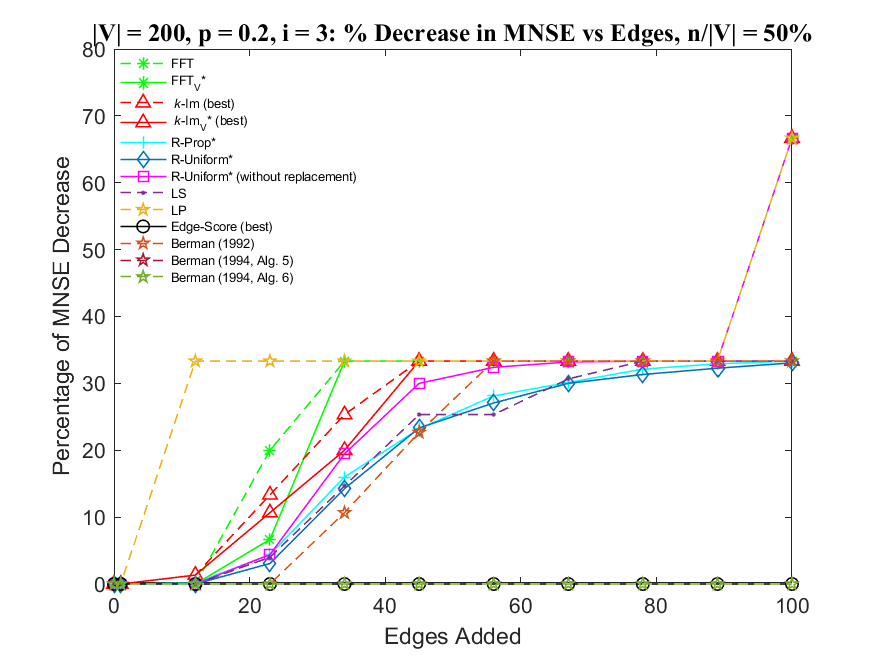 |V| = 200, p = 0.2, i = 3: % Decrease in MNSE vs Edges, n/|V| = 50%
80
70
60
50
40
30
20
10
0
Percentage of MNSE Decrease
FFT
FFT_V*
k-lm (best)
k-lm_V* (best)
R-Prop*
R-Uniform*
R-Uniform* (without replacement)
LS
LP
Edge-Score (best)
Berman (1992)
Berman (1994, Alg. 5)
Berman (1994, Alg. 6)
0 20 40 60 80 100
Edges Added